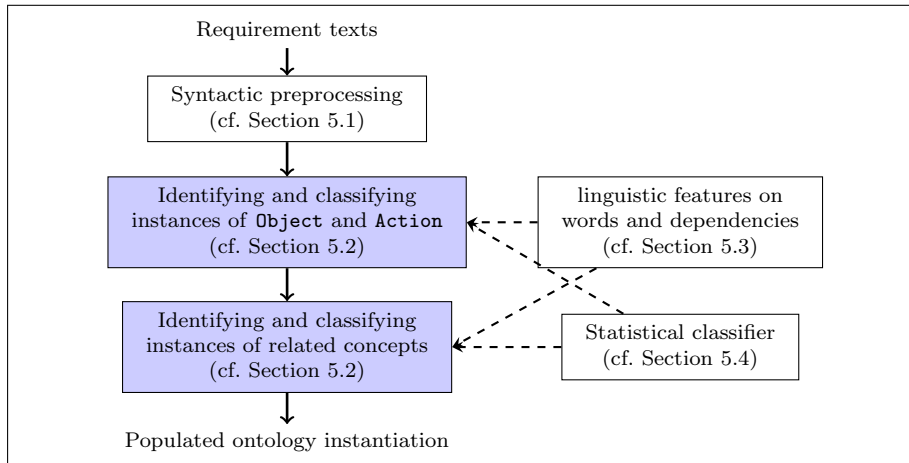 Requirement texts
Syntactic preprocessing
(cf. Section 5.1)
Identifying and classifying
instances of Object and Action
(cf. Section 5.2)
linguistic features on
words and dependencies
(cf. Section 5.3)
Identifying and classifying
instances of related concepts
(cf. Section 5.2)
Statistical classifier
(cf. Section 5.4)
Populated ontology instantiation